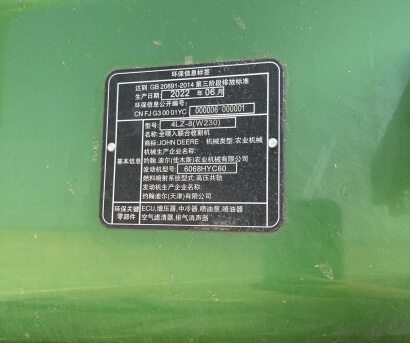 环保信息标签
达到 GB 20891-2014 第三阶段排放标准
生产日期 2022 年 06 月
环保信息公开编号:
CN FJ G3 00 01YC 000006 000001
型号: 4LZ-8(W230)
名称:全喂入联合收割机
商标:JOHN DEERE 机械类型:农业机械
机械生产企业名称:
基本信息 约翰迪尔(佳木斯)农业机械有限公司
发动机型号: 6068HYC60
燃料喷射系统型式:高压共轨
发动机生产企业名称:
约翰迪尔(天津)有限公司
环保关键零部件 ECU,增压器,中冷器,喷油泵,喷油器
空气滤清器,排气消声器